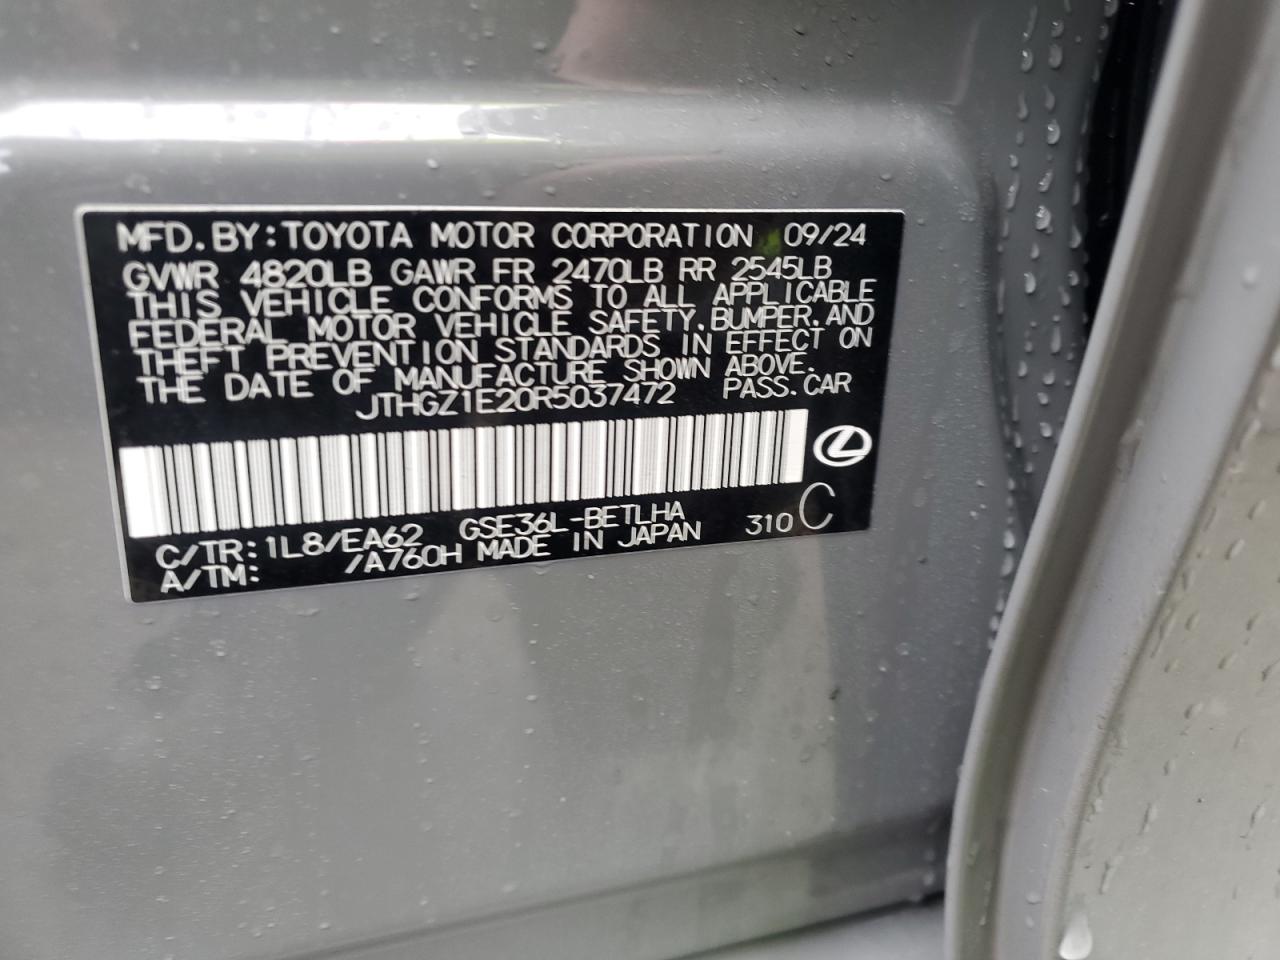 MFD.BY:TOYOTA MOTOR CORPORATION 09/24
GVWR 4820LB GAWR FR 2470LB RR 2545LB
THIS VEHICLE CONFORMS TO ALL APPLICABLE
FEDERAL MOTOR VEHICLE SAFETY, BUMPER, AND
THEFT PREVENTION STANDARDS IN EFFECT ON
THE DATE OF MANUFACTURE SHOWN ABOVE.
JTHGZ1E20R5037472 PASS.CAR
C/TR:1L8/EA62 GSE36L-BETLHA 310 C
A/TM: /A760H MADE IN JAPAN